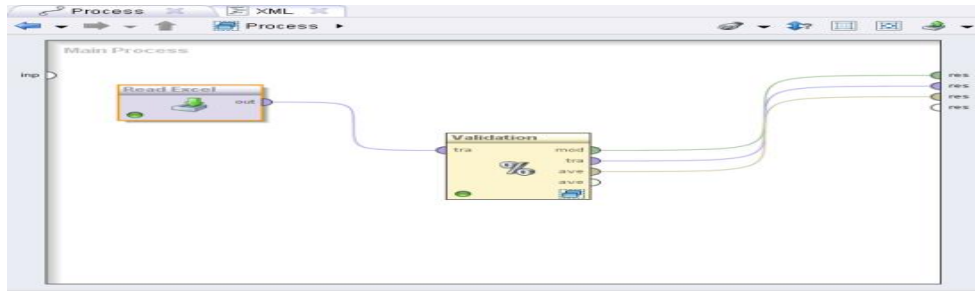 Process XML
Process
Main Process
inp
Read Excel
out
Validation
tra
mod
tra
ave
ave
res
res
res
res